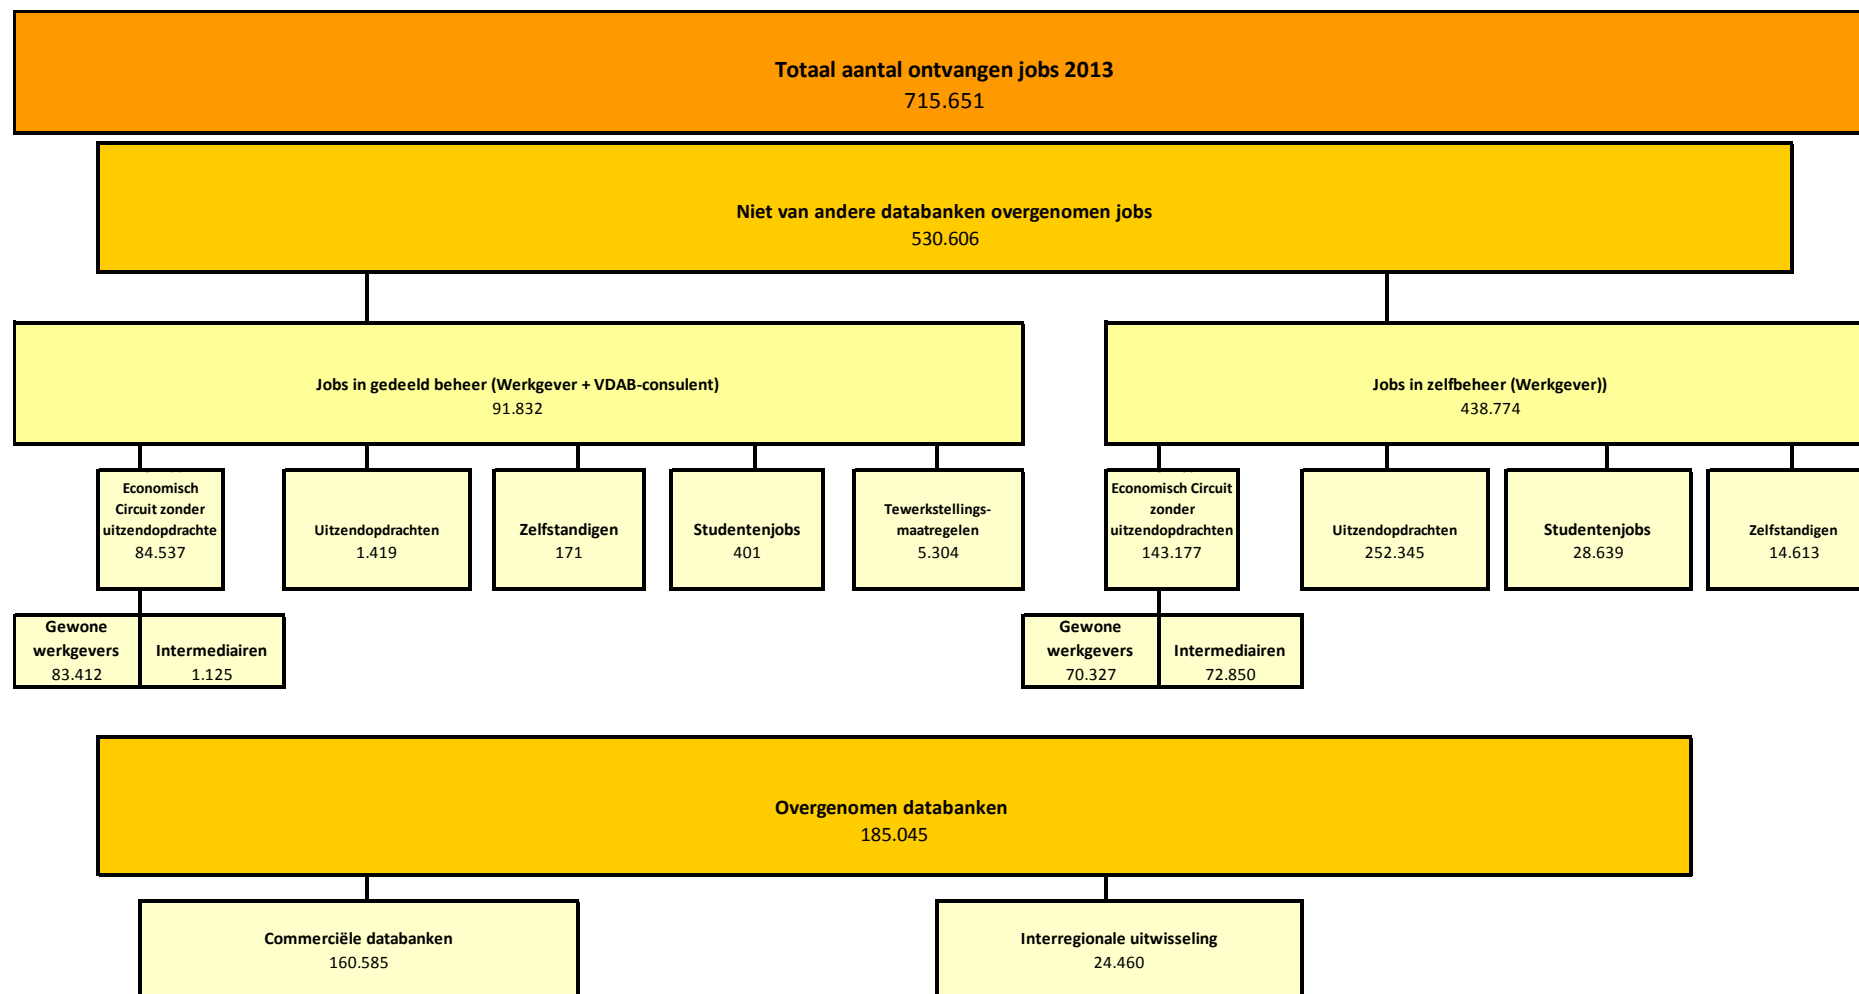 Totaal aantal ontvangen jobs 2013
715.651
Niet van andere databanken overgenomen jobs
530.606
Jobs in gedeeld beheer (Werkgever + VDAB-consulent)
91.832
Jobs in zelfbeheer (Werkgever))
438.774
Economisch
Circuit zonder
uitzendopdrachte
84.537
Uitzendopdrachten
1.419
Zelfstandigen
171
Studentenjobs
401
Tewerkstellings-
maatregelen
5.304
Economisch Circuit
zonder
uitzendopdrachten
143.177
Uitzendopdrachten
252.345
Studentenjobs
28.639
Zelfstandigen
14.613
Gewone
werkgevers
83.412
Intermediairen
1.125
Gewone
werkgevers
70.327
Intermediairen
72.850
Overgenomen databanken
185.045
Commerciële databanken
160.585
Interregionale uitwisseling
24.460